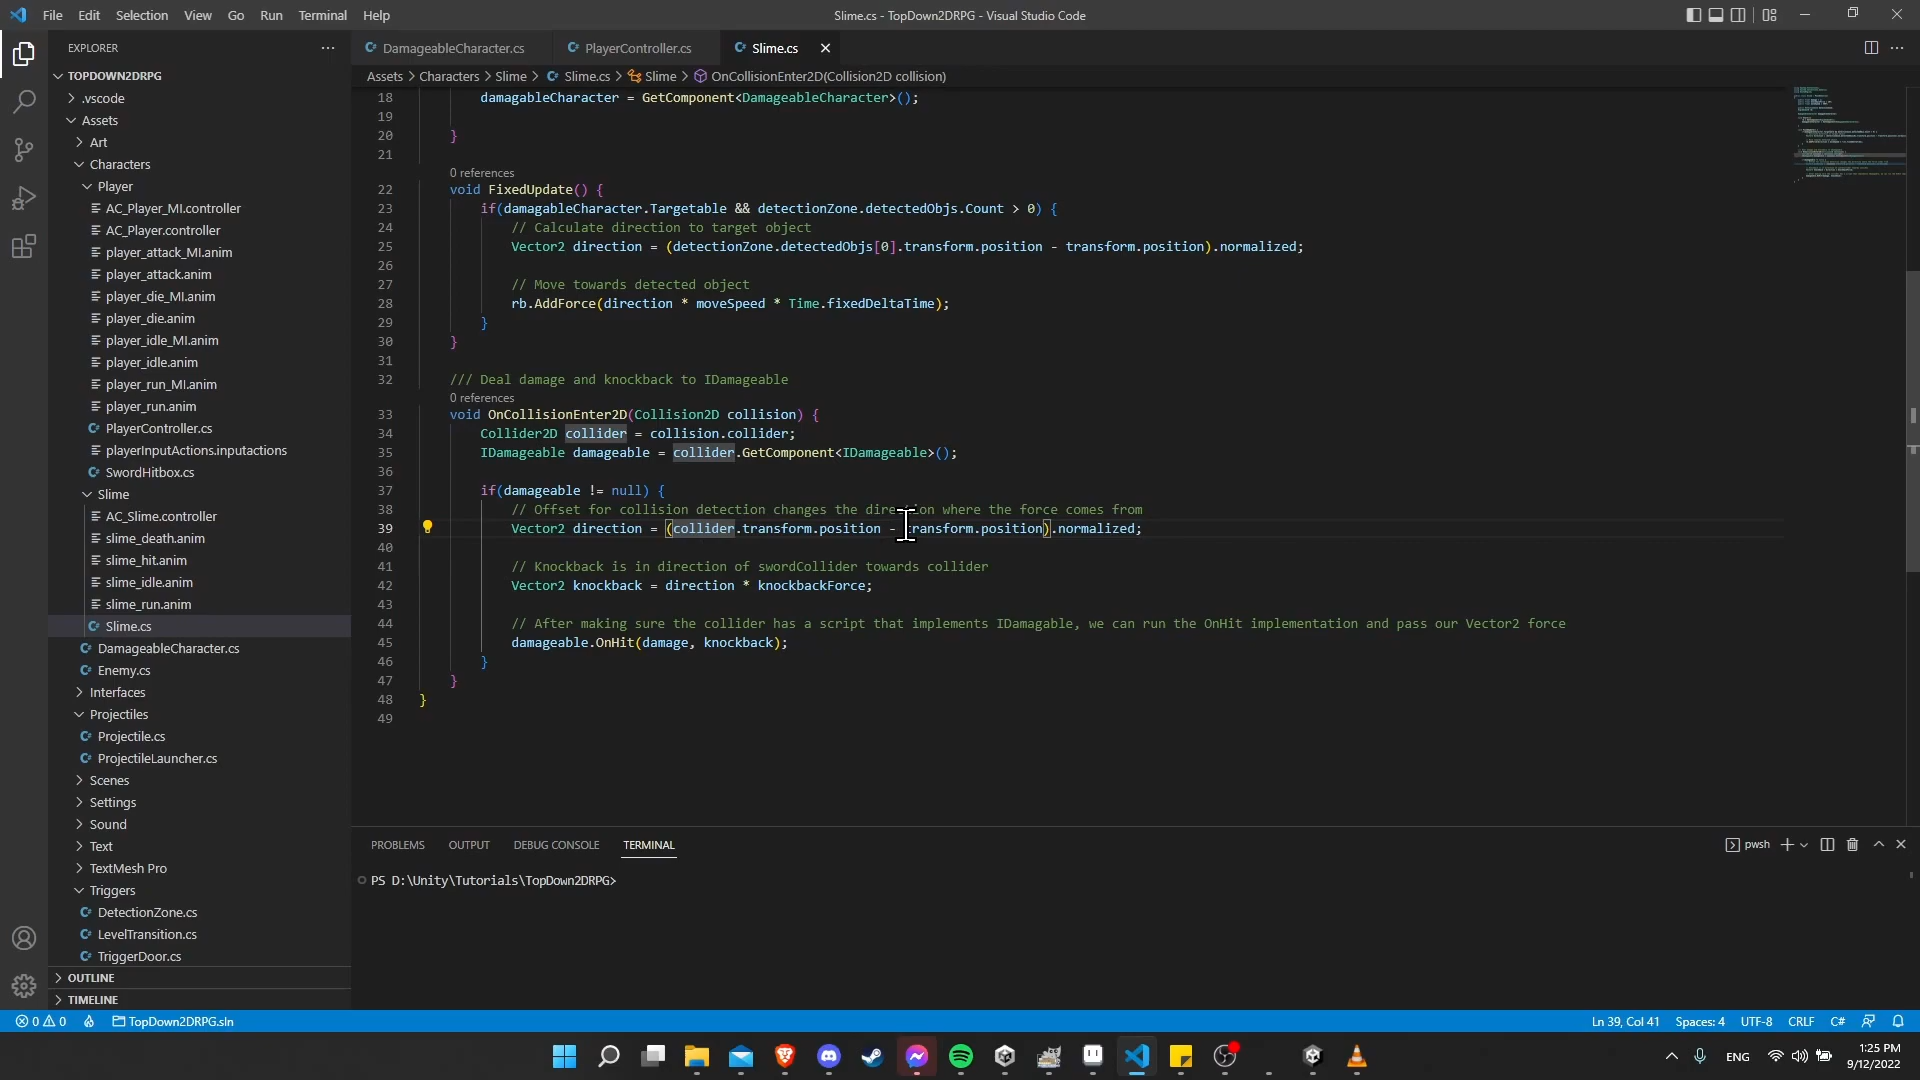 File Edit Selection View Go Run Terminal Help
Slime.cs - TopDown2DRPG - Visual Studio Code
EXPLORER
TOPDOWN2DRPG
.vscode
Assets
Art
Characters
Player
AC_Player_MI.controller
AC_Player.controller
player_attack_MI.anim
player_attack.anim
player_die_MI.anim
player_die.anim
player_idle_MI.anim
player_idle.anim
player_run_MI.anim
player_run.anim
PlayerController.cs
playerInputActions.inputactions
SwordHitbox.cs
Slime
AC_Slime.controller
slime_death.anim
slime_hit.anim
slime_idle.anim
slime_run.anim
Slime.cs
DamageableCharacter.cs
Enemy.cs
Interfaces
Projectiles
Projectile.cs
ProjectileLauncher.cs
Scenes
Settings
Sound
Text
TextMesh Pro
Triggers
DetectionZone.cs
LevelTransition.cs
TriggerDoor.cs
OUTLINE
TIMELINE
DamageableCharacter.cs PlayerController.cs Slime.cs
Assets > Characters > Slime > Slime.cs > Slime > OnCollisionEnter2D(Collision2D collision)
18 damagableCharacter = GetComponent<DamageableCharacter>();
19
20 }
21
0 references
22 void FixedUpdate() {
23 if(damagableCharacter.Targetable && detectionZone.detectedObjs.Count > 0) {
24 // Calculate direction to target object
25 Vector2 direction = (detectionZone.detectedObjs[0].transform.position - transform.position).normalized;
26
27 // Move towards detected object
28 rb.AddForce(direction * moveSpeed * Time.fixedDeltaTime);
29 }
30 }
31
32 /// Deal damage and knockback to IDamageable
0 references
33 void OnCollisionEnter2D(Collision2D collision) {
34 Collider2D collider = collision.collider;
35 IDamageable damageable = collider.GetComponent<IDamageable>();
36
37 if(damageable != null) {
38 // Offset for collision detection changes the direction where the force comes from
39 Vector2 direction = (collider.transform.position - transform.position).normalized;
40
41 // Knockback is in direction of swordCollider towards collider
42 Vector2 knockback = direction * knockbackForce;
43
44 // After making sure the collider has a script that implements IDamagable, we can run the OnHit implementation and pass our Vector2 force
45 damageable.OnHit(damage, knockback);
46 }
47 }
48 }
49
PROBLEMS OUTPUT DEBUG CONSOLE TERMINAL
pwsh
PS D:\Unity\Tutorials\TopDown2DRPG>
0 0 TopDown2DRPG.sln
Ln 39, Col 41 Spaces: 4 UTF-8 CRLF C#
ENG
1:25 PM
9/12/2022